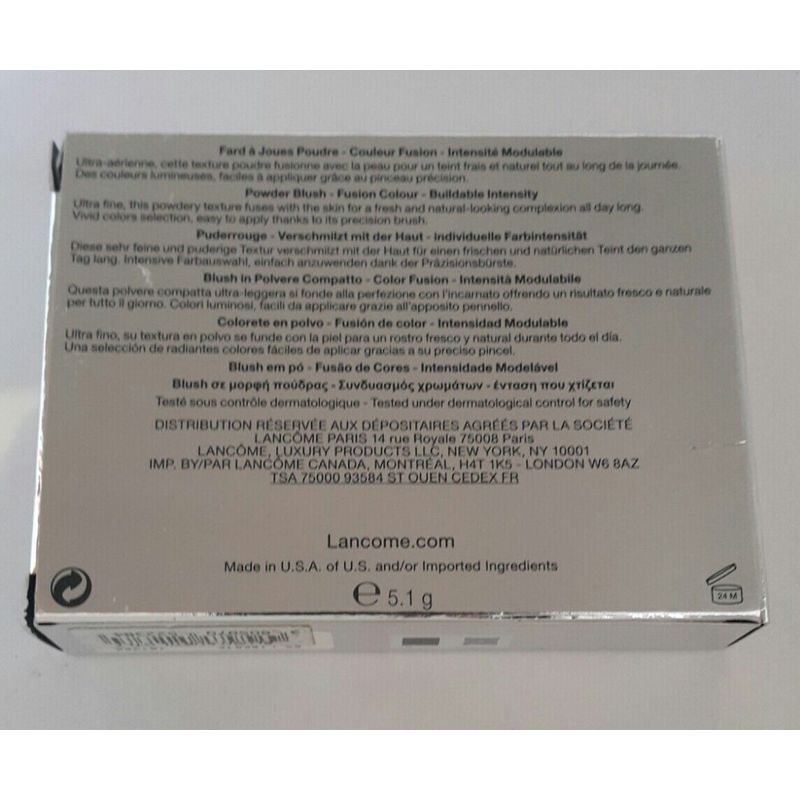 Fard à Joues Poudre - Couleur Fusion - Intensité Modulable
Ultra-aérienne, cette texture poudre fusionne avec la peau pour un teint frais et naturel tout au long de la journée.
Des couleurs lumineuses, faciles à appliquer grâce au pinceau précision.
Powder Blush - Fusion Colour - Buildable Intensity
Ultra fine, this powdery texture fuses with the skin for a fresh and natural-looking complexion all day long.
Vivid colors selection, easy to apply thanks to its precision brush.
Puderrouge - Verschmilzt mit der Haut - Individuelle Farbintensität
Diese sehr feine und puderige Textur verschmilzt mit der Haut für einen frischen und natürlichen Teint den ganzen
Tag lang. Intensive Farbauswahl, einfach anzuwenden dank der Präzisionsbürste.
Blush in Polvere Compatto - Color Fusion - Intensità Modulabile
Questa polvere compatta ultra-leggera si fonde alla perfezione con l'incarnato offrendo un risultato fresco e naturale
per tutto il giorno. Colori luminosi, facili da applicare grazie all'apposito pennello.
Colorete en polvo - Fusión de color - Intensidad Modulable
Ultra fino, su textura en polvo se funde con la piel para un rostro fresco y natural durante todo el día.
Una selección de radiantes colores fáciles de aplicar gracias a su preciso pincel.
Blush em pó - Fusão de Cores - Intensidade Modelável
Blush σε μορφή πούδρας - Συνδυασμός χρωμάτων - ένταση που χτίζεται
Testé sous contrôle dermatologique - Tested under dermatological control for safety
DISTRIBUTION RÉSERVÉE AUX DÉPOSITAIRES AGRÉÉS PAR LA SOCIÉTÉ
LANCÔME PARIS 14 rue Royale 75008 Paris
LANCÔME, LUXURY PRODUCTS LLC, NEW YORK, NY 10001
IMP. BY/PAR LANCÔME CANADA, MONTRÉAL, H4T 1K5 - LONDON W6 8AZ
TSA 75000 93584 ST OUEN CEDEX FR
Lancome.com
Made in U.S.A. of U.S. and/or Imported Ingredients
℮ 5.1 g
24 M